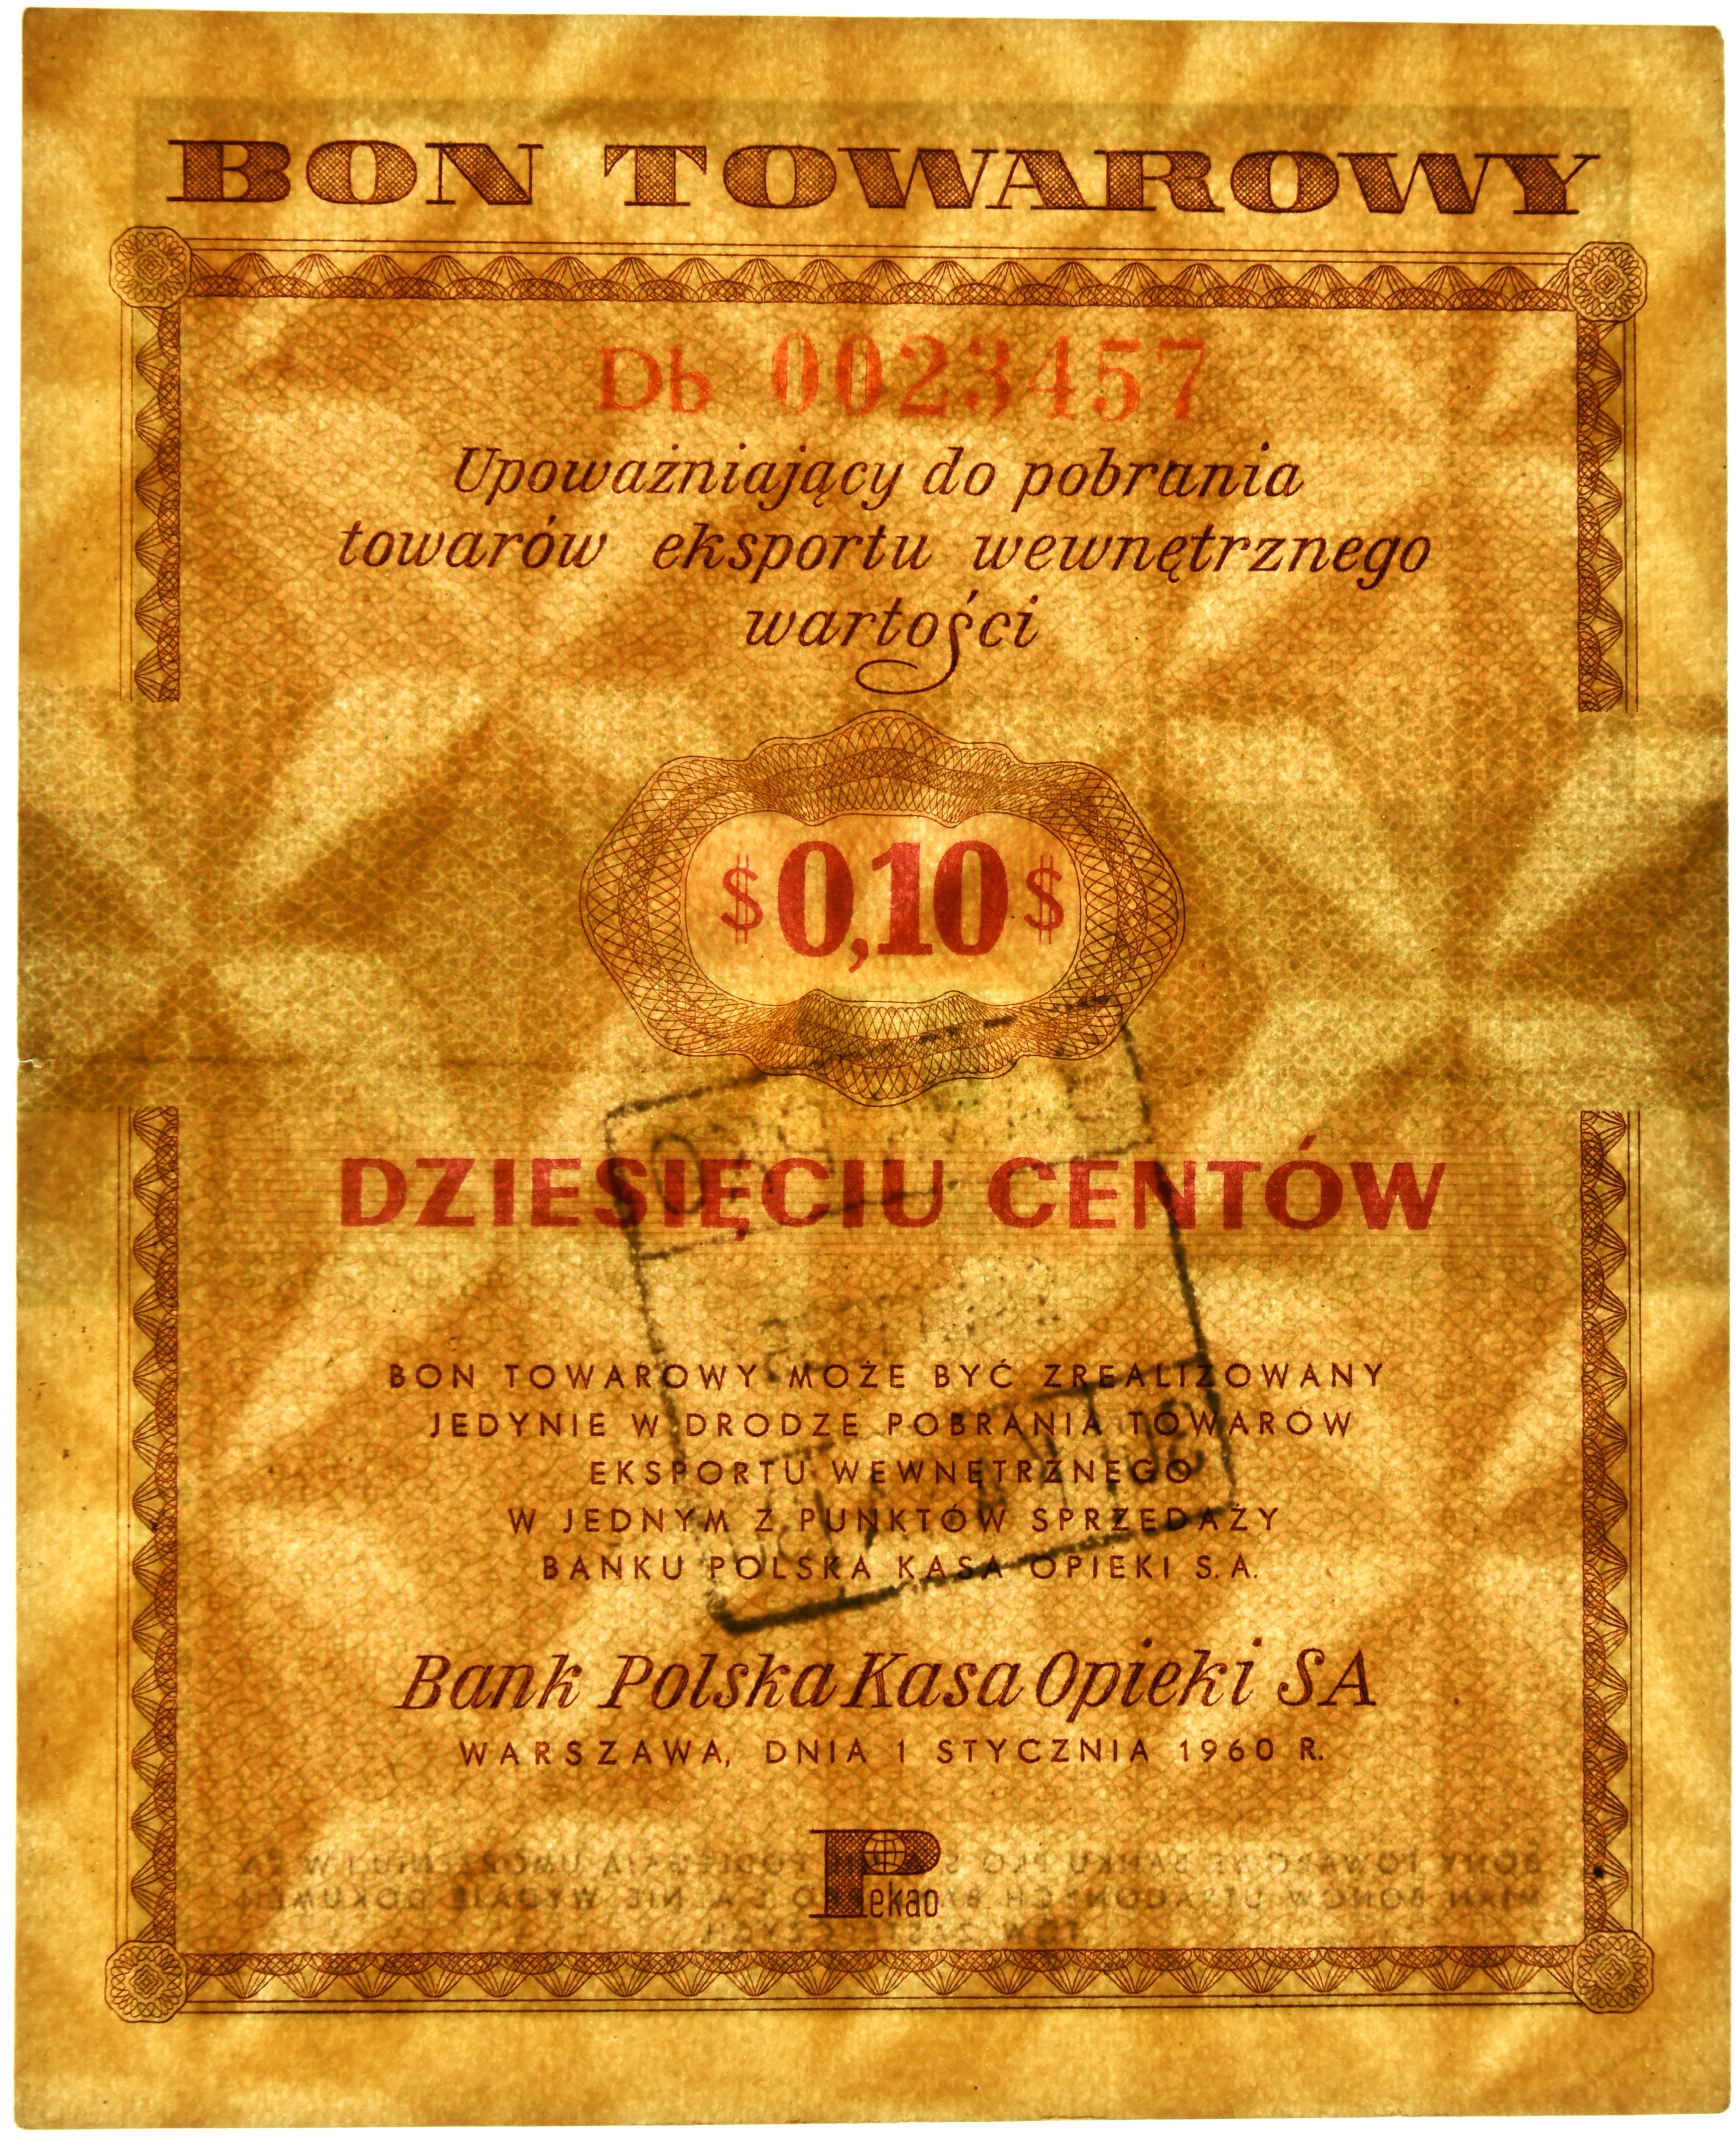 BON TOWAROWY
Db 0023457
Upoważniający do pobrania
towarów eksportu wewnętrznego
wartości
$ 0,10 $
DZIESIĘCIU CENTÓW
BON TOWAROWY MOŻE BYĆ ZREALIZOWANY
JEDYNIE W DRODZE POBRANIA TOWARÓW
EKSPORTU WEWNĘTRZNEGO
W JEDNYM Z PUNKTÓW SPRZEDAŻY
BANKU POLSKA KASA OPIEKI S.A.
Bank Polska Kasa Opieki SA
WARSZAWA, DNIA 1 STYCZNIA 1960 R.
Pekao